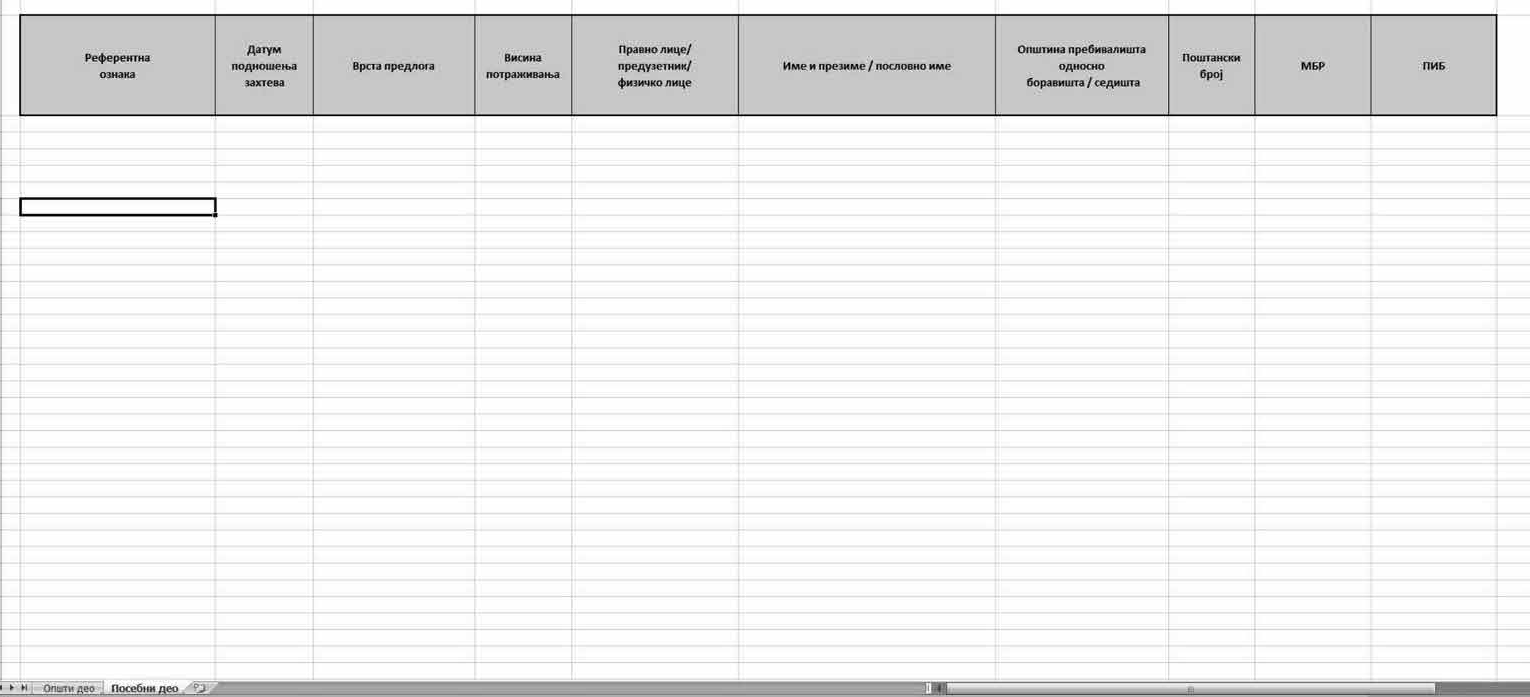 Референтна
ознака
Датум
подношења
захтева
Врста предлога
Висина
потраживања
Правно лице/
предузетник/
физичко лице
Име и презиме / пословно име
Општина пребивалишта
односно
боравишта / седишта
Поштански
број
МБР
ПИБ
Општи део
Посебни део